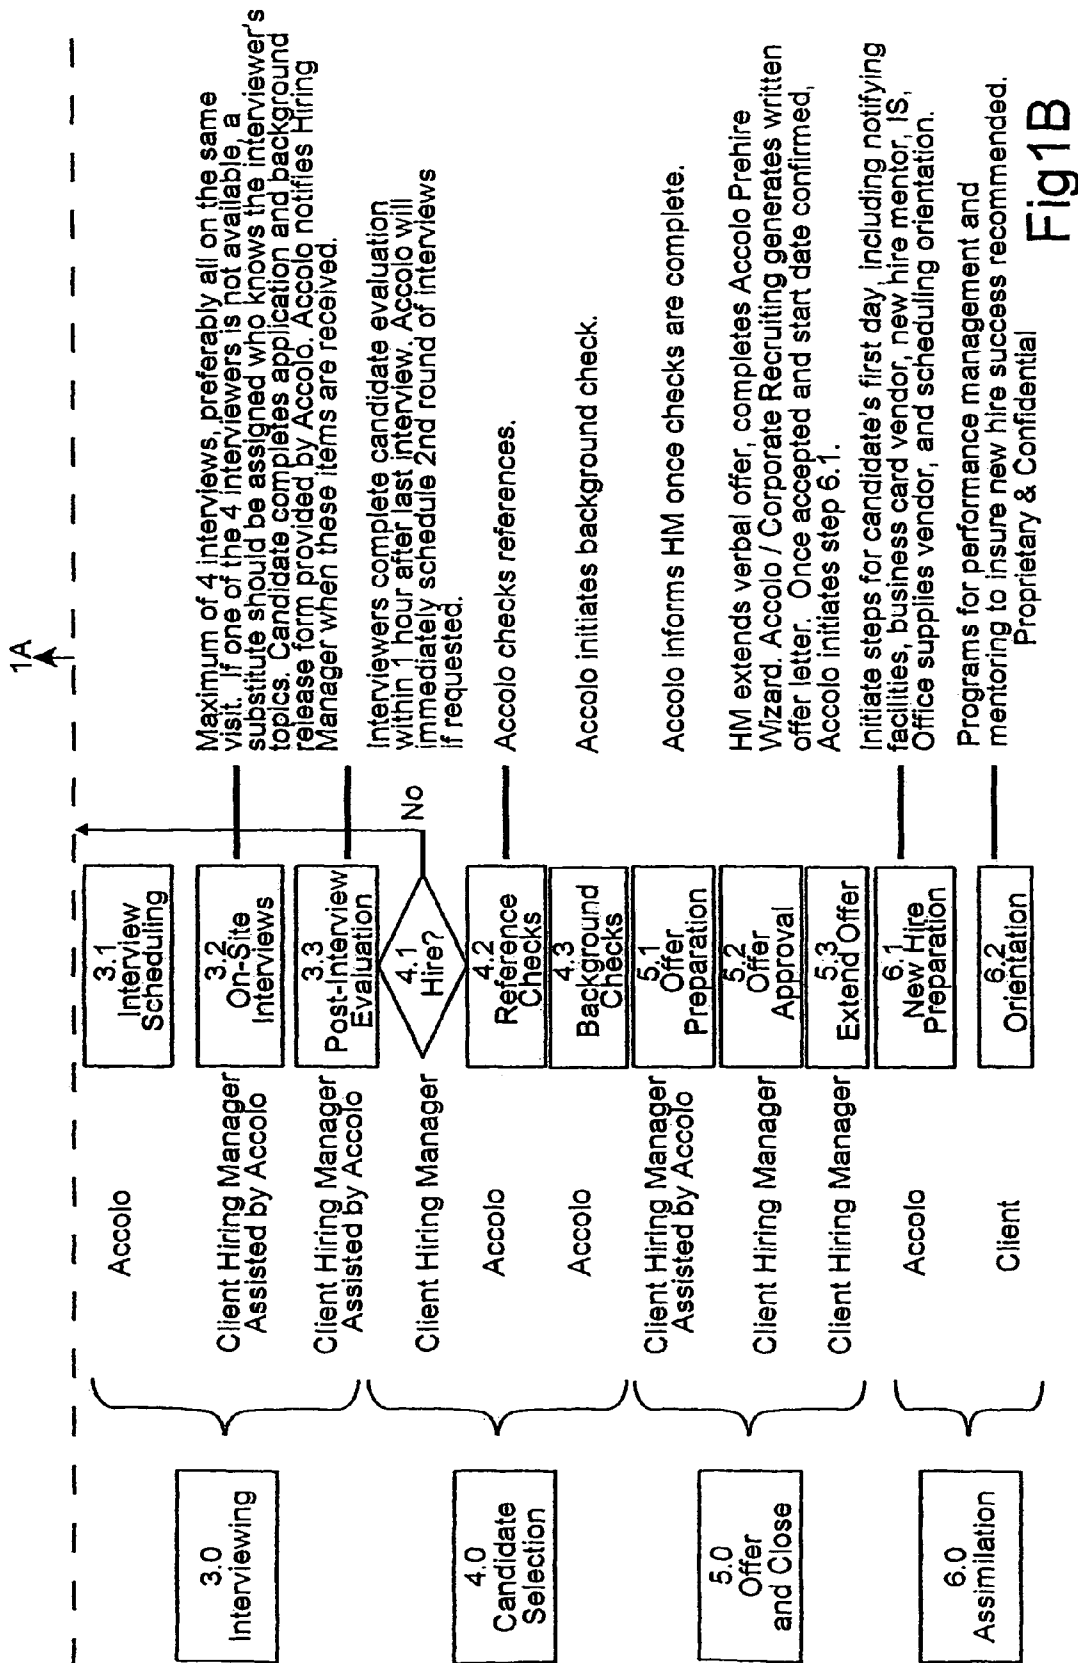 1A
3.0
Interviewing
4.0
Candidate
Selection
5.0
Offer
and Close
6.0
Assimilation
Accolo
Client Hiring Manager
Assisted by Accolo
Client Hiring Manager
Assisted by Accolo
Client Hiring Manager
Accolo
Accolo
Client Hiring Manager
Assisted by Accolo
Client Hiring Manager
Client Hiring Manager
Accolo
Client
3.1
Interview
Scheduling
3.2
On-Site
Interviews
3.3
Post-Interview
Evaluation
4.1
Hire?
No
4.2
Reference
Checks
4.3
Background
Checks
5.1
Offer
Preparation
5.2
Offer
Approval
5.3
Extend Offer
6.1
New Hire
Preparation
6.2
Orientation
Maximum of 4 interviews, preferably all on the same
visit. If one of the 4 interviewers is not available, a
substitute should be assigned who knows the interviewer's
topics. Candidate completes application and background
release form provided by Accolo. Accolo notifies Hiring
Manager when these items are received.
Interviewers complete candidate evaluation
within 1 hour after last interview. Accolo will
immediately schedule 2nd round of interviews
if requested.
Accolo checks references.
Accolo initiates background check.
Accolo informs HM once checks are complete.
HM extends verbal offer, completes Accolo Prehire
Wizard. Accolo / Corporate Recruiting generates written
offer letter. Once accepted and start date confirmed,
Accolo initiates step 6.1.
Initiate steps for candidate's first day, including notifying
facilities, business card vendor, new hire mentor, IS,
Office supplies vendor, and scheduling orientation.
Programs for performance management and
mentoring to insure new hire success recommended.
Proprietary & Confidential
Fig1B